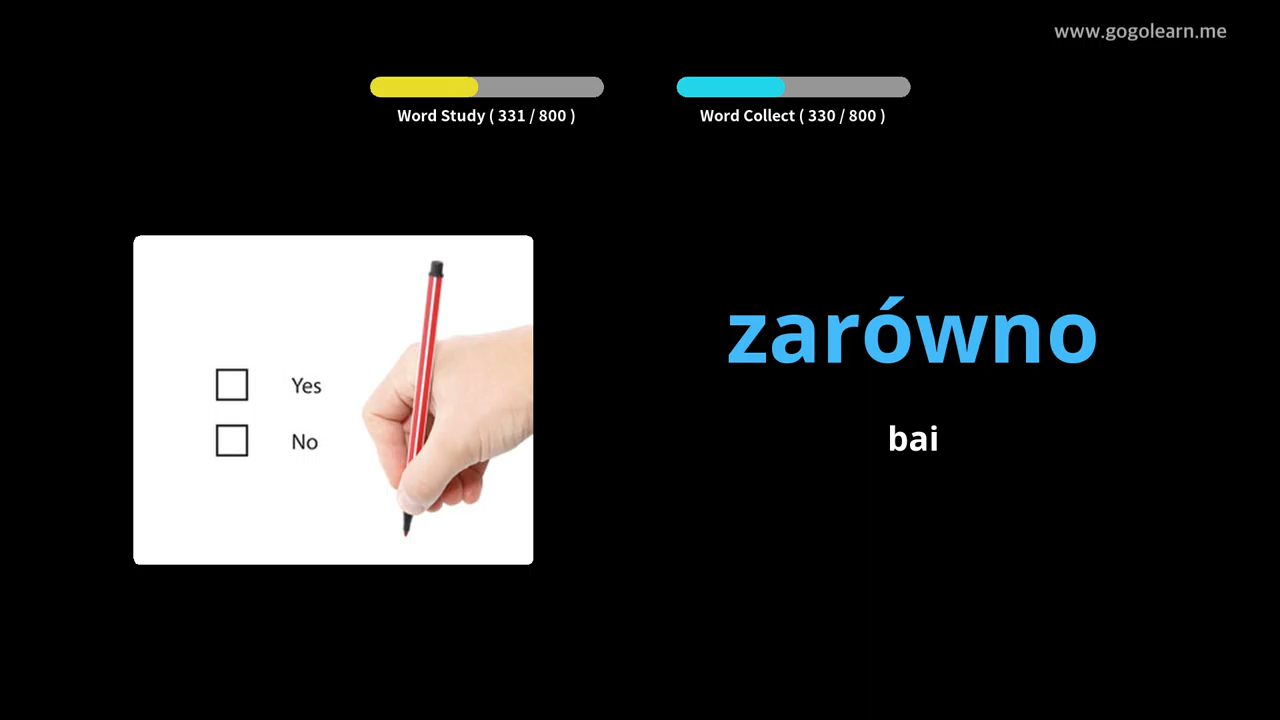 www.gogolearn.me
Word Study ( 331 / 800 )
Word Collect ( 330 / 800 )
Yes
No
zarówno
bai